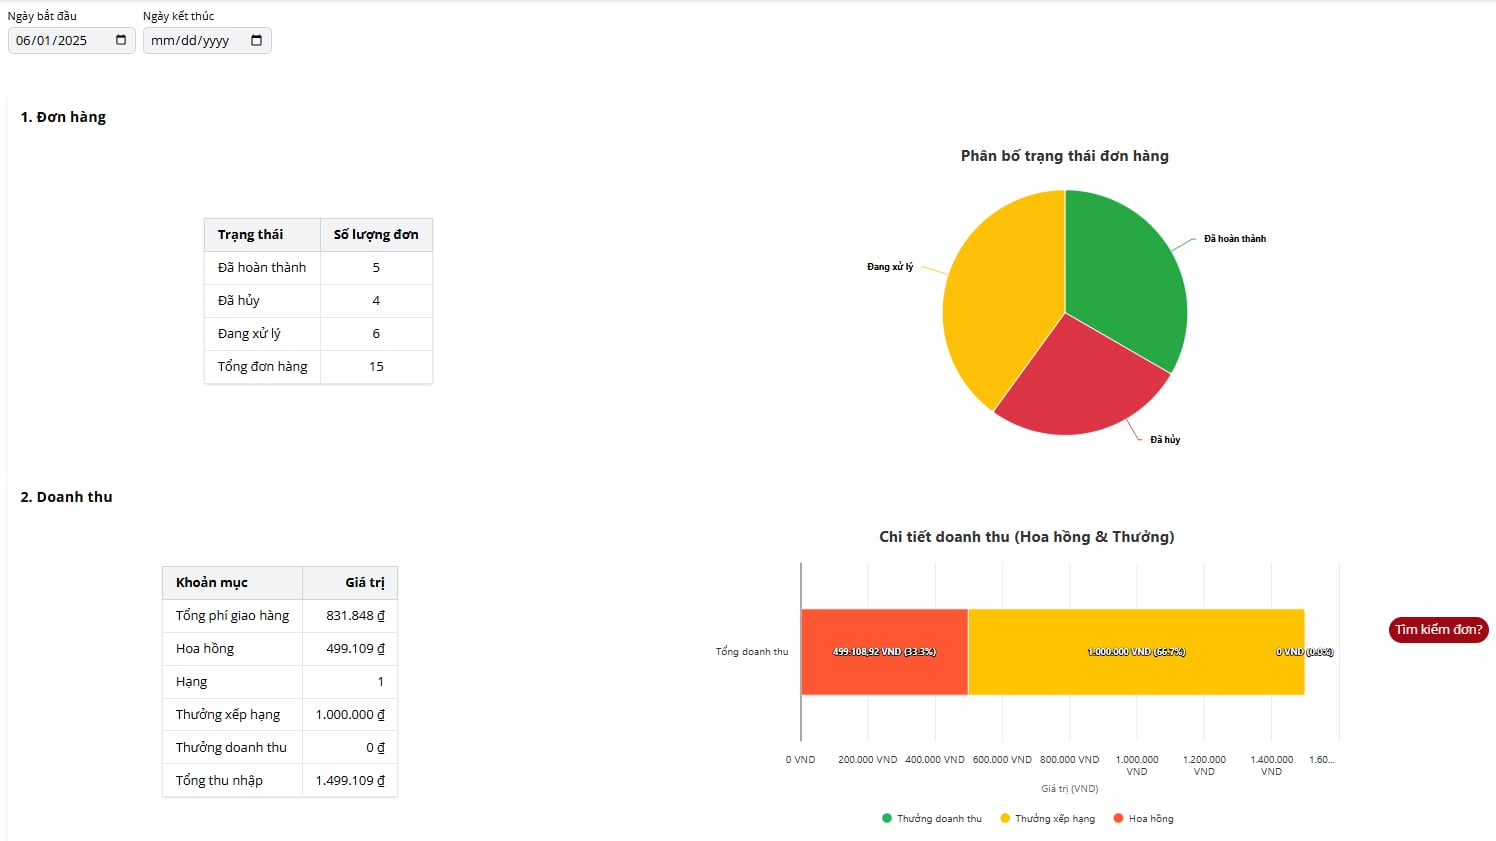 Ngày bắt đầu
Ngày kết thúc
06/01/2025
mm/dd/yyyy
1. Đơn hàng
Trạng thái Số lượng đơn
Đã hoàn thành 5
Đã hủy 4
Đang xử lý 6
Tổng đơn hàng 15
Phân bố trạng thái đơn hàng
Đã hoàn thành
Đang xử lý
Đã hủy
2. Doanh thu
Khoản mục Giá trị
Tổng phí giao hàng 831.848 ₫
Hoa hồng 499.109 ₫
Hạng 1
Thưởng xếp hạng 1.000.000 ₫
Thưởng doanh thu 0 ₫
Tổng thu nhập 1.499.109 ₫
Chi tiết doanh thu (Hoa hồng & Thưởng)
Tổng doanh thu
499.108,92 VND (33.3%)
1.000.000 VND (66.7%)
0 VND (0.0%)
0 VND
200.000 VND
400.000 VND
600.000 VND
800.000 VND
1.000.000
VND
1.200.000
VND
1.400.000
VND
1.60...
Giá trị (VND)
Thưởng doanh thu
Thưởng xếp hạng
Hoa hồng
Tìm kiếm đơn?